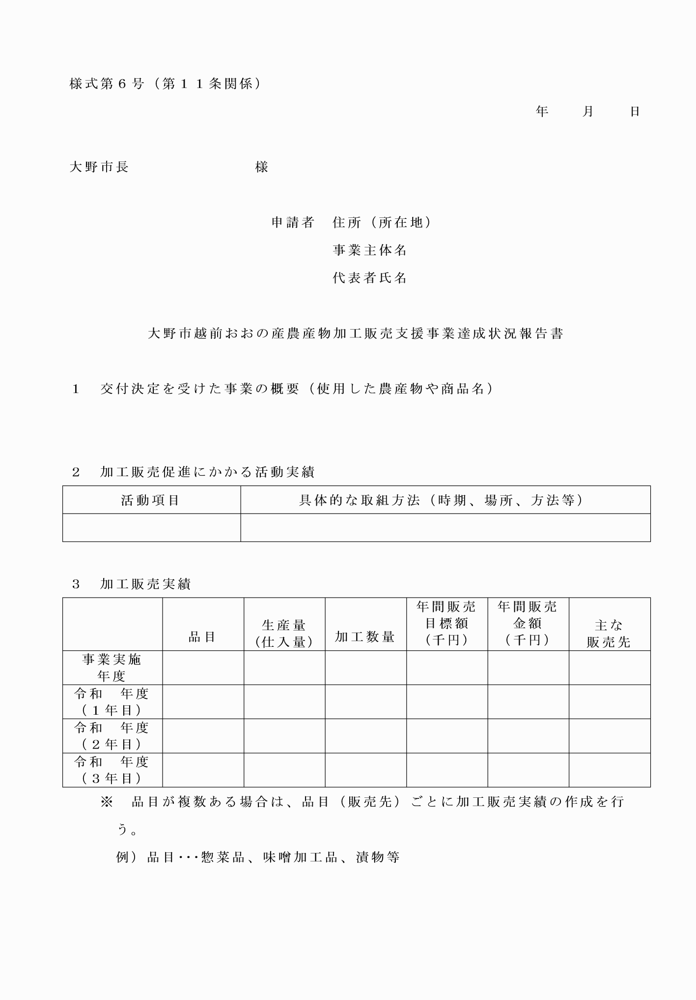 様式第６号（第１１条関係）
年　　月　　日
大野市長　　　　　　　　様
申請者　住所（所在地）
事業主体名
代表者氏名
大野市越前おおの産農産物加工販売支援事業達成状況報告書
１　交付決定を受けた事業の概要（使用した農産物や商品名）
２　加工販売促進にかかる活動実績
活動項目　具体的な取組方法（時期、場所、方法等）
３　加工販売実績
品目
生産量
（仕入量）
加工数量
年間販売
目標額
（千円）
年間販売
金額
（千円）
主な
販売先
事業実施
年度
令和　年度
（１年目）
令和　年度
（２年目）
令和　年度
（３年目）
※　品目が複数ある場合は、品目（販売先）ごとに加工販売実績の作成を行
う。
例）品目･･･惣菜品、味噌加工品、漬物等